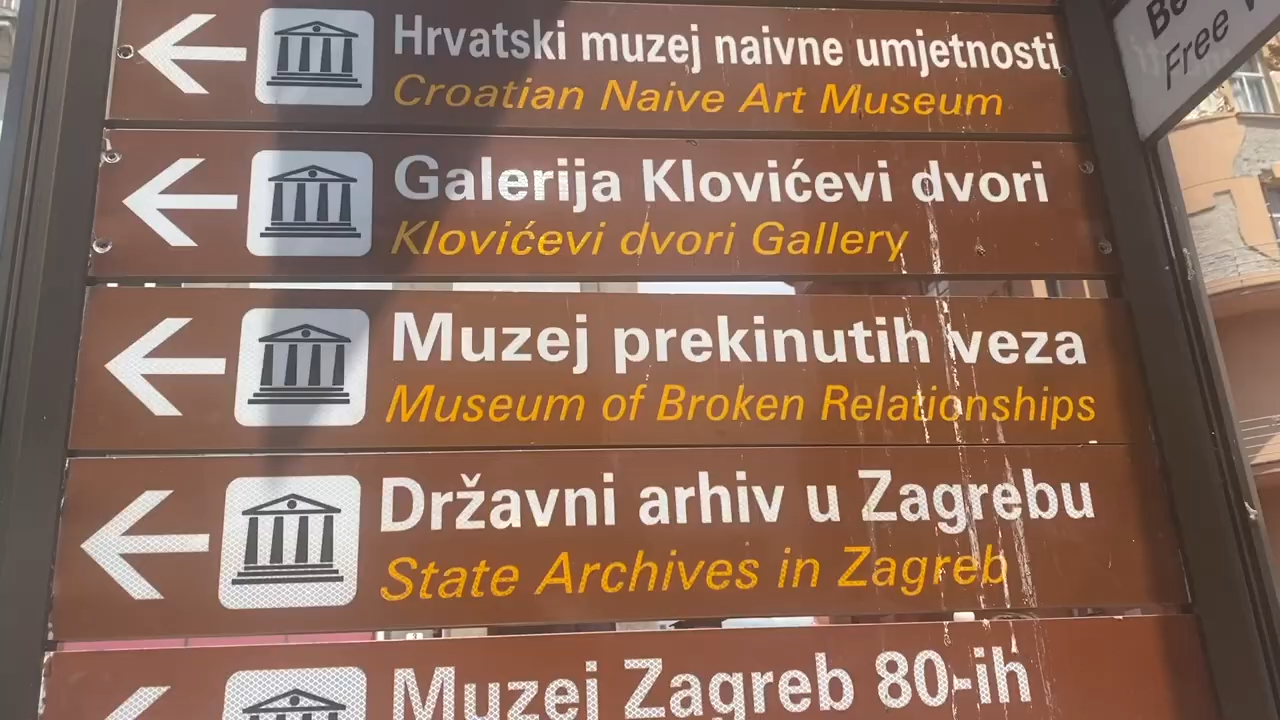 Hrvatski muzej naivne umjetnosti
Croatian Naive Art Museum
Galerija Klovićevi dvori
Klovićevi dvori Gallery
Muzej prekinutih veza
Museum of Broken Relationships
Državni arhiv u Zagrebu
State Archives in Zagreb
Muzej Zagreb 80-ih
Free